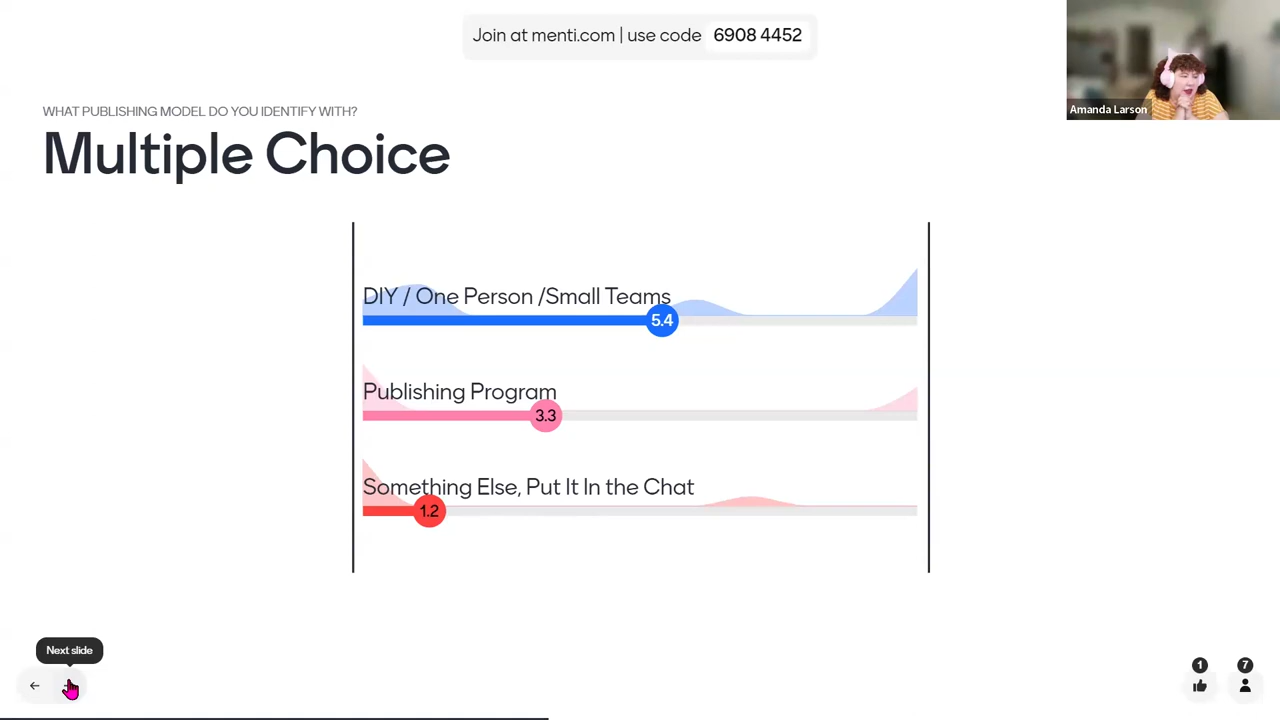 Join at menti.com | use code 6908 4452
Amanda Larson
WHAT PUBLISHING MODEL DO YOU IDENTIFY WITH?
Multiple Choice
DIY / One Person /Small Teams
5.4
Publishing Program
3.3
Something Else, Put It In the Chat
1.2
Next slide
1
7